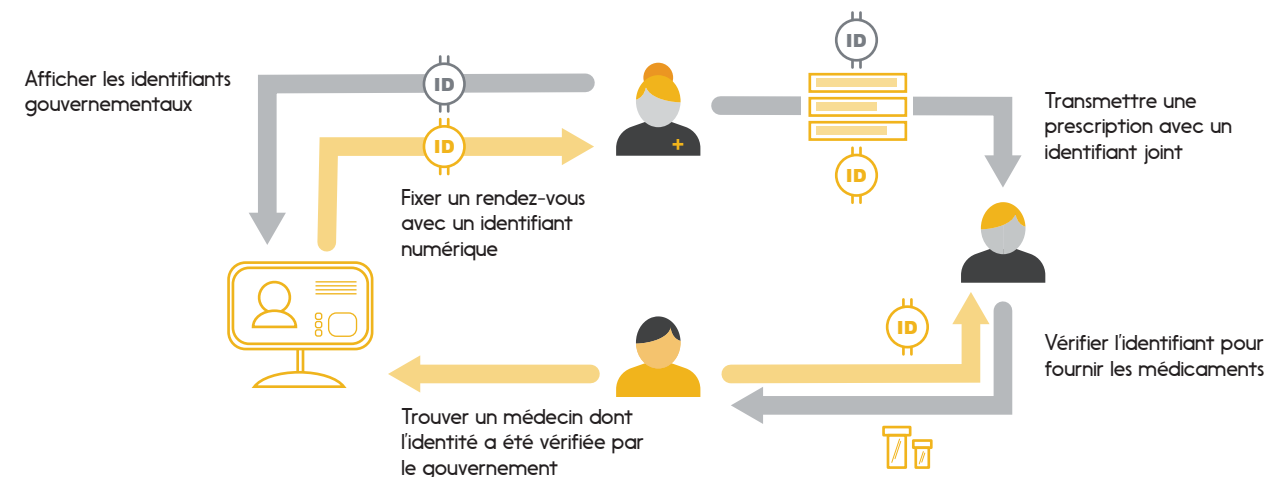 Afficher les identifiants
gouvernementaux
ID
ID
Fixer un rendez-vous
avec un identifiant
numérique
ID
ID
Transmettre une
prescription avec un
identifiant joint
ID
Vérifier l'identifiant pour
fournir les médicaments
Trouver un médecin dont
l'identité a été vérifiée par
le gouvernement